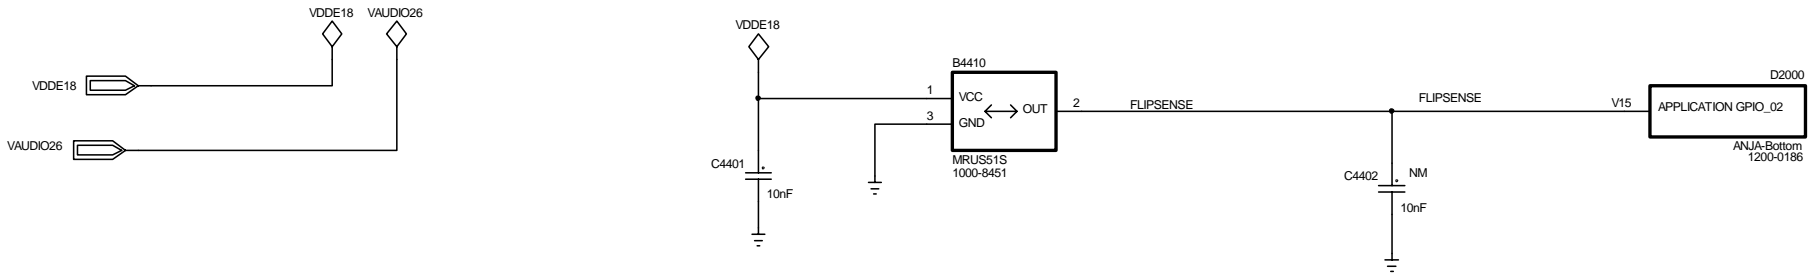 VDDE18 VAUDIO26
VDDE18
VAUDIO26
VDDE18
B4410
1 VCC
3 GND
OUT 2
MRUS51S
1000-8451
C4401
10nF
FLIPSENSE
FLIPSENSE
C4402 NM
10nF
D2000
V15 APPLICATION GPIO_02
ANJA-Bottom
1200-0186